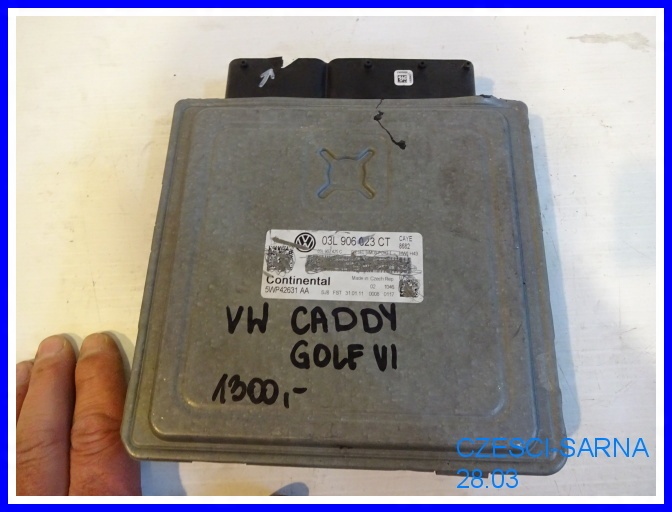 03L 906 023 CT
CAYE
Made in Czech Rep.
Continental
5WP42631 AA
VW CADDY
GOLF VI
1300,-
CZESCI-SARNA
28.03